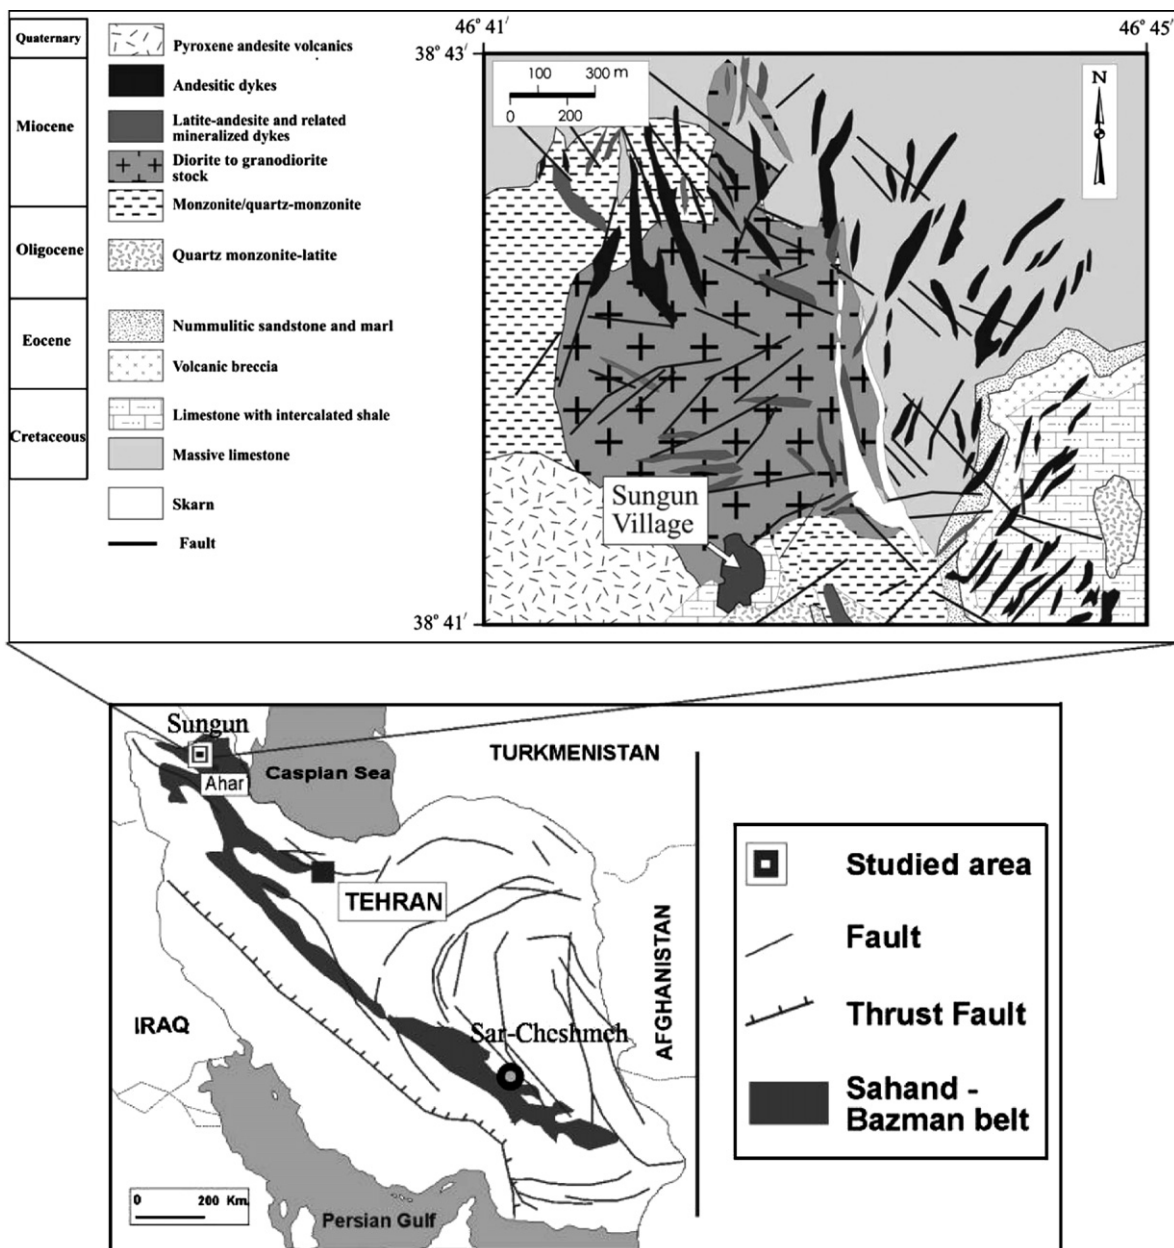 Quaternary
Miocene
Oligocene
Eocene
Cretaceous
Pyroxene andesite volcanics
Andesitic dykes
Latite-andesite and related
mineralized dykes
Diorite to granodiorite
stock
Monzonite/quartz-monzonite
Quartz monzonite-latite
Nummulitic sandstone and marl
Volcanic breccia
Limestone with intercalated shale
Massive limestone
Skarn
Fault
46° 41′
46° 45′
38° 43′
38° 41′
100 300 m
0 200
N
Sungun
Village
Sungun
Ahar
Caspian Sea
TURKMENISTAN
TEHRAN
AFGHANISTAN
IRAQ
Sar-Cheshmeh
0 200 Km.
Persian Gulf
Studied area
Fault
Thrust Fault
Sahand -
Bazman belt